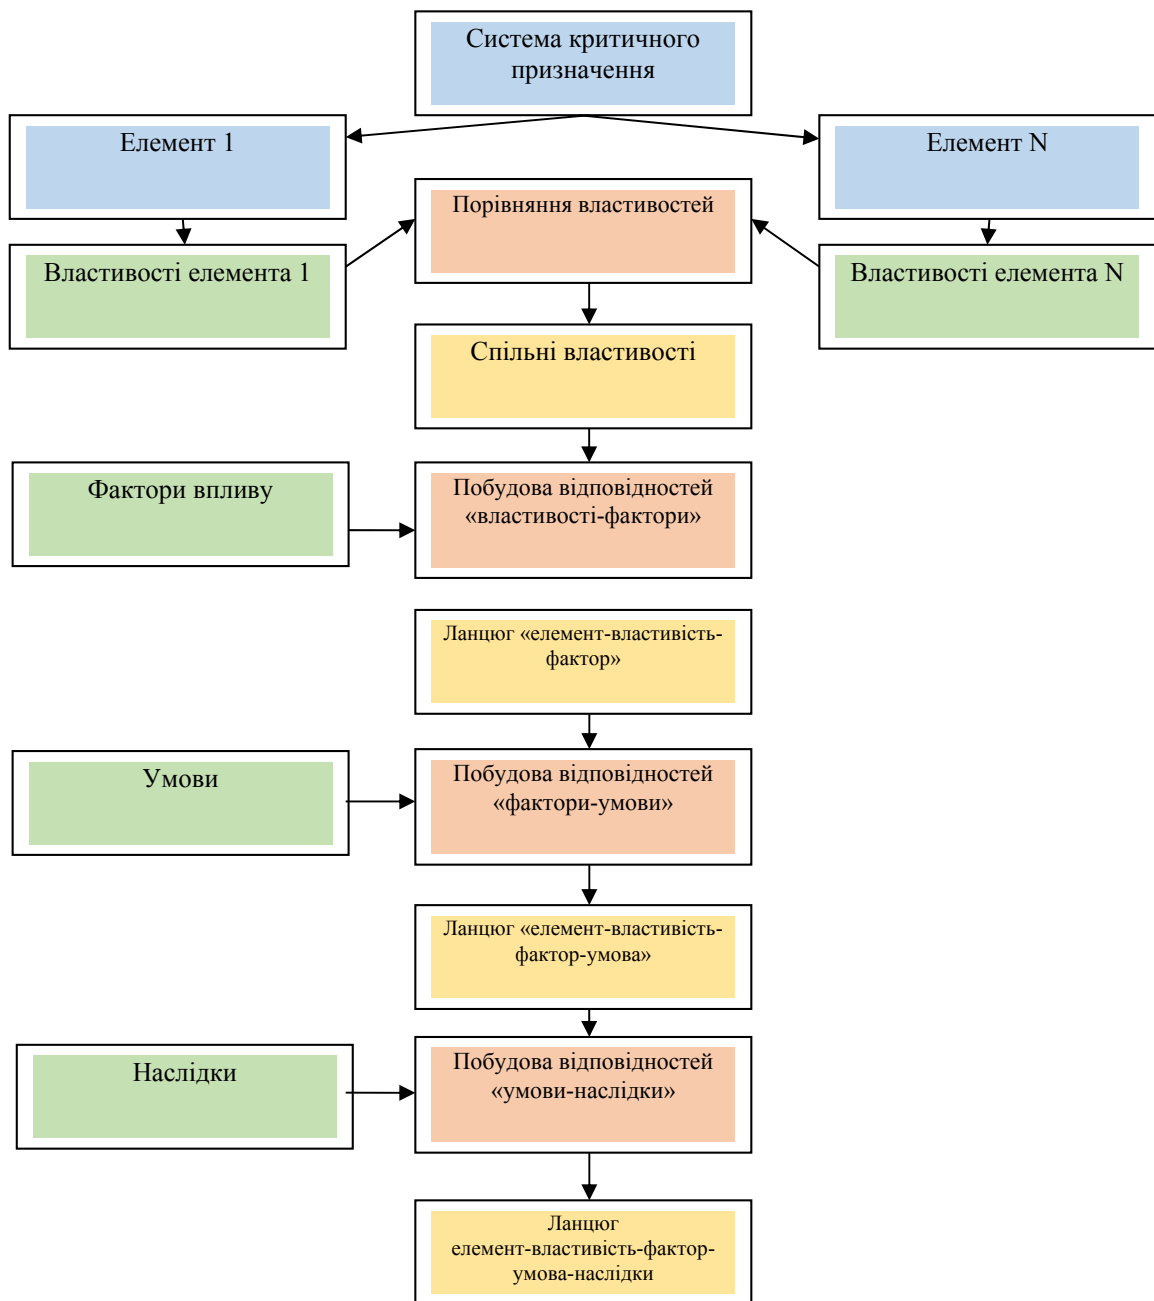 Система критичного
призначення
Елемент 1
Елемент N
Порівняння властивостей
Властивості елемента 1
Властивості елемента N
Спільні властивості
Фактори впливу
Побудова відповідностей
«властивості-фактори»
Ланцюг «елемент-властивість-
фактор»
Умови
Побудова відповідностей
«фактори-умови»
Ланцюг «елемент-властивість-
фактор-умова»
Наслідки
Побудова відповідностей
«умови-наслідки»
Ланцюг
елемент-властивість-фактор-
умова-наслідки